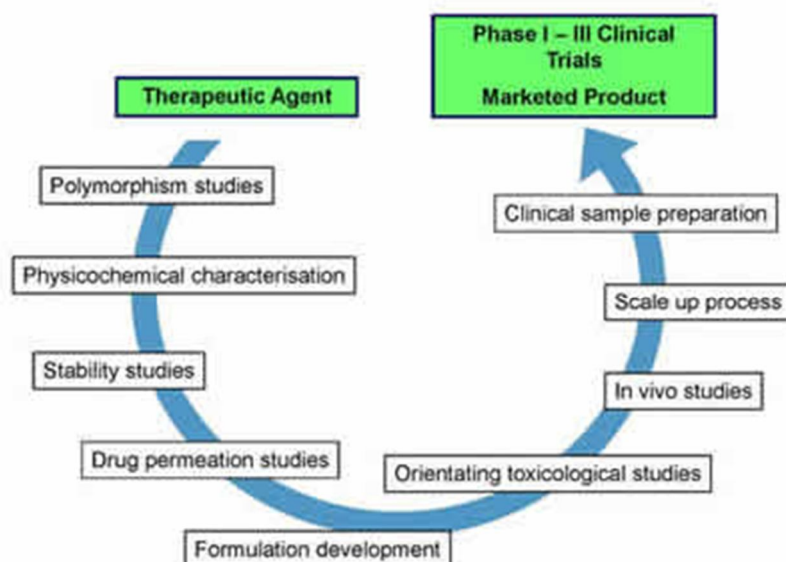 Therapeutic Agent
Polymorphism studies
Physicochemical characterisation
Stability studies
Drug permeation studies
Formulation development
Orientating toxicological studies
In vivo studies
Scale up process
Clinical sample preparation
Phase I – III Clinical
Trials
Marketed Product